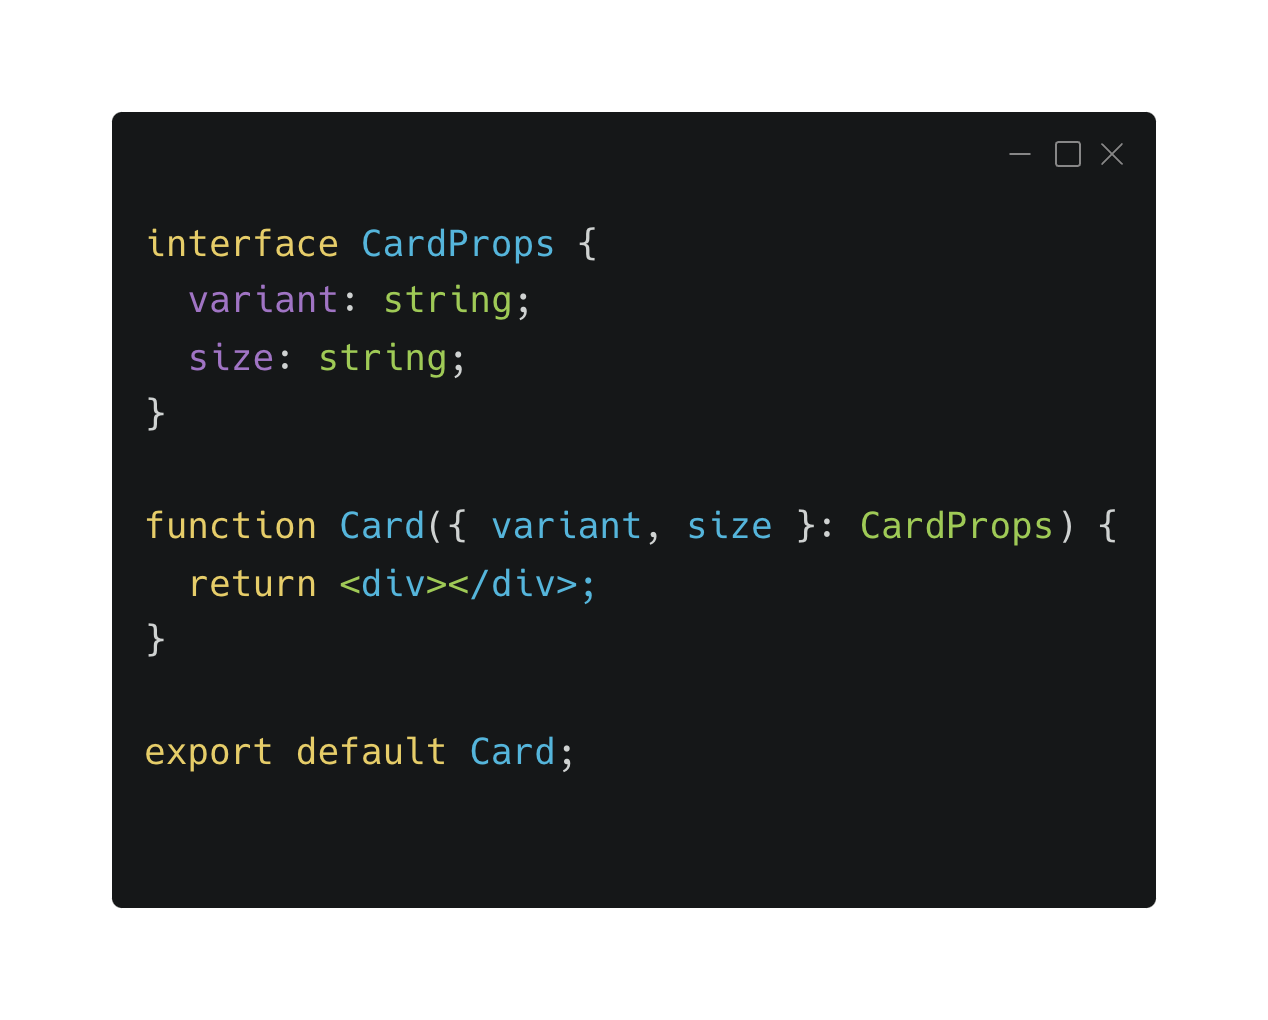 interface CardProps {
  variant: string;
  size: string;
}

function Card({ variant, size }: CardProps) {
  return <div></div>;
}

export default Card;